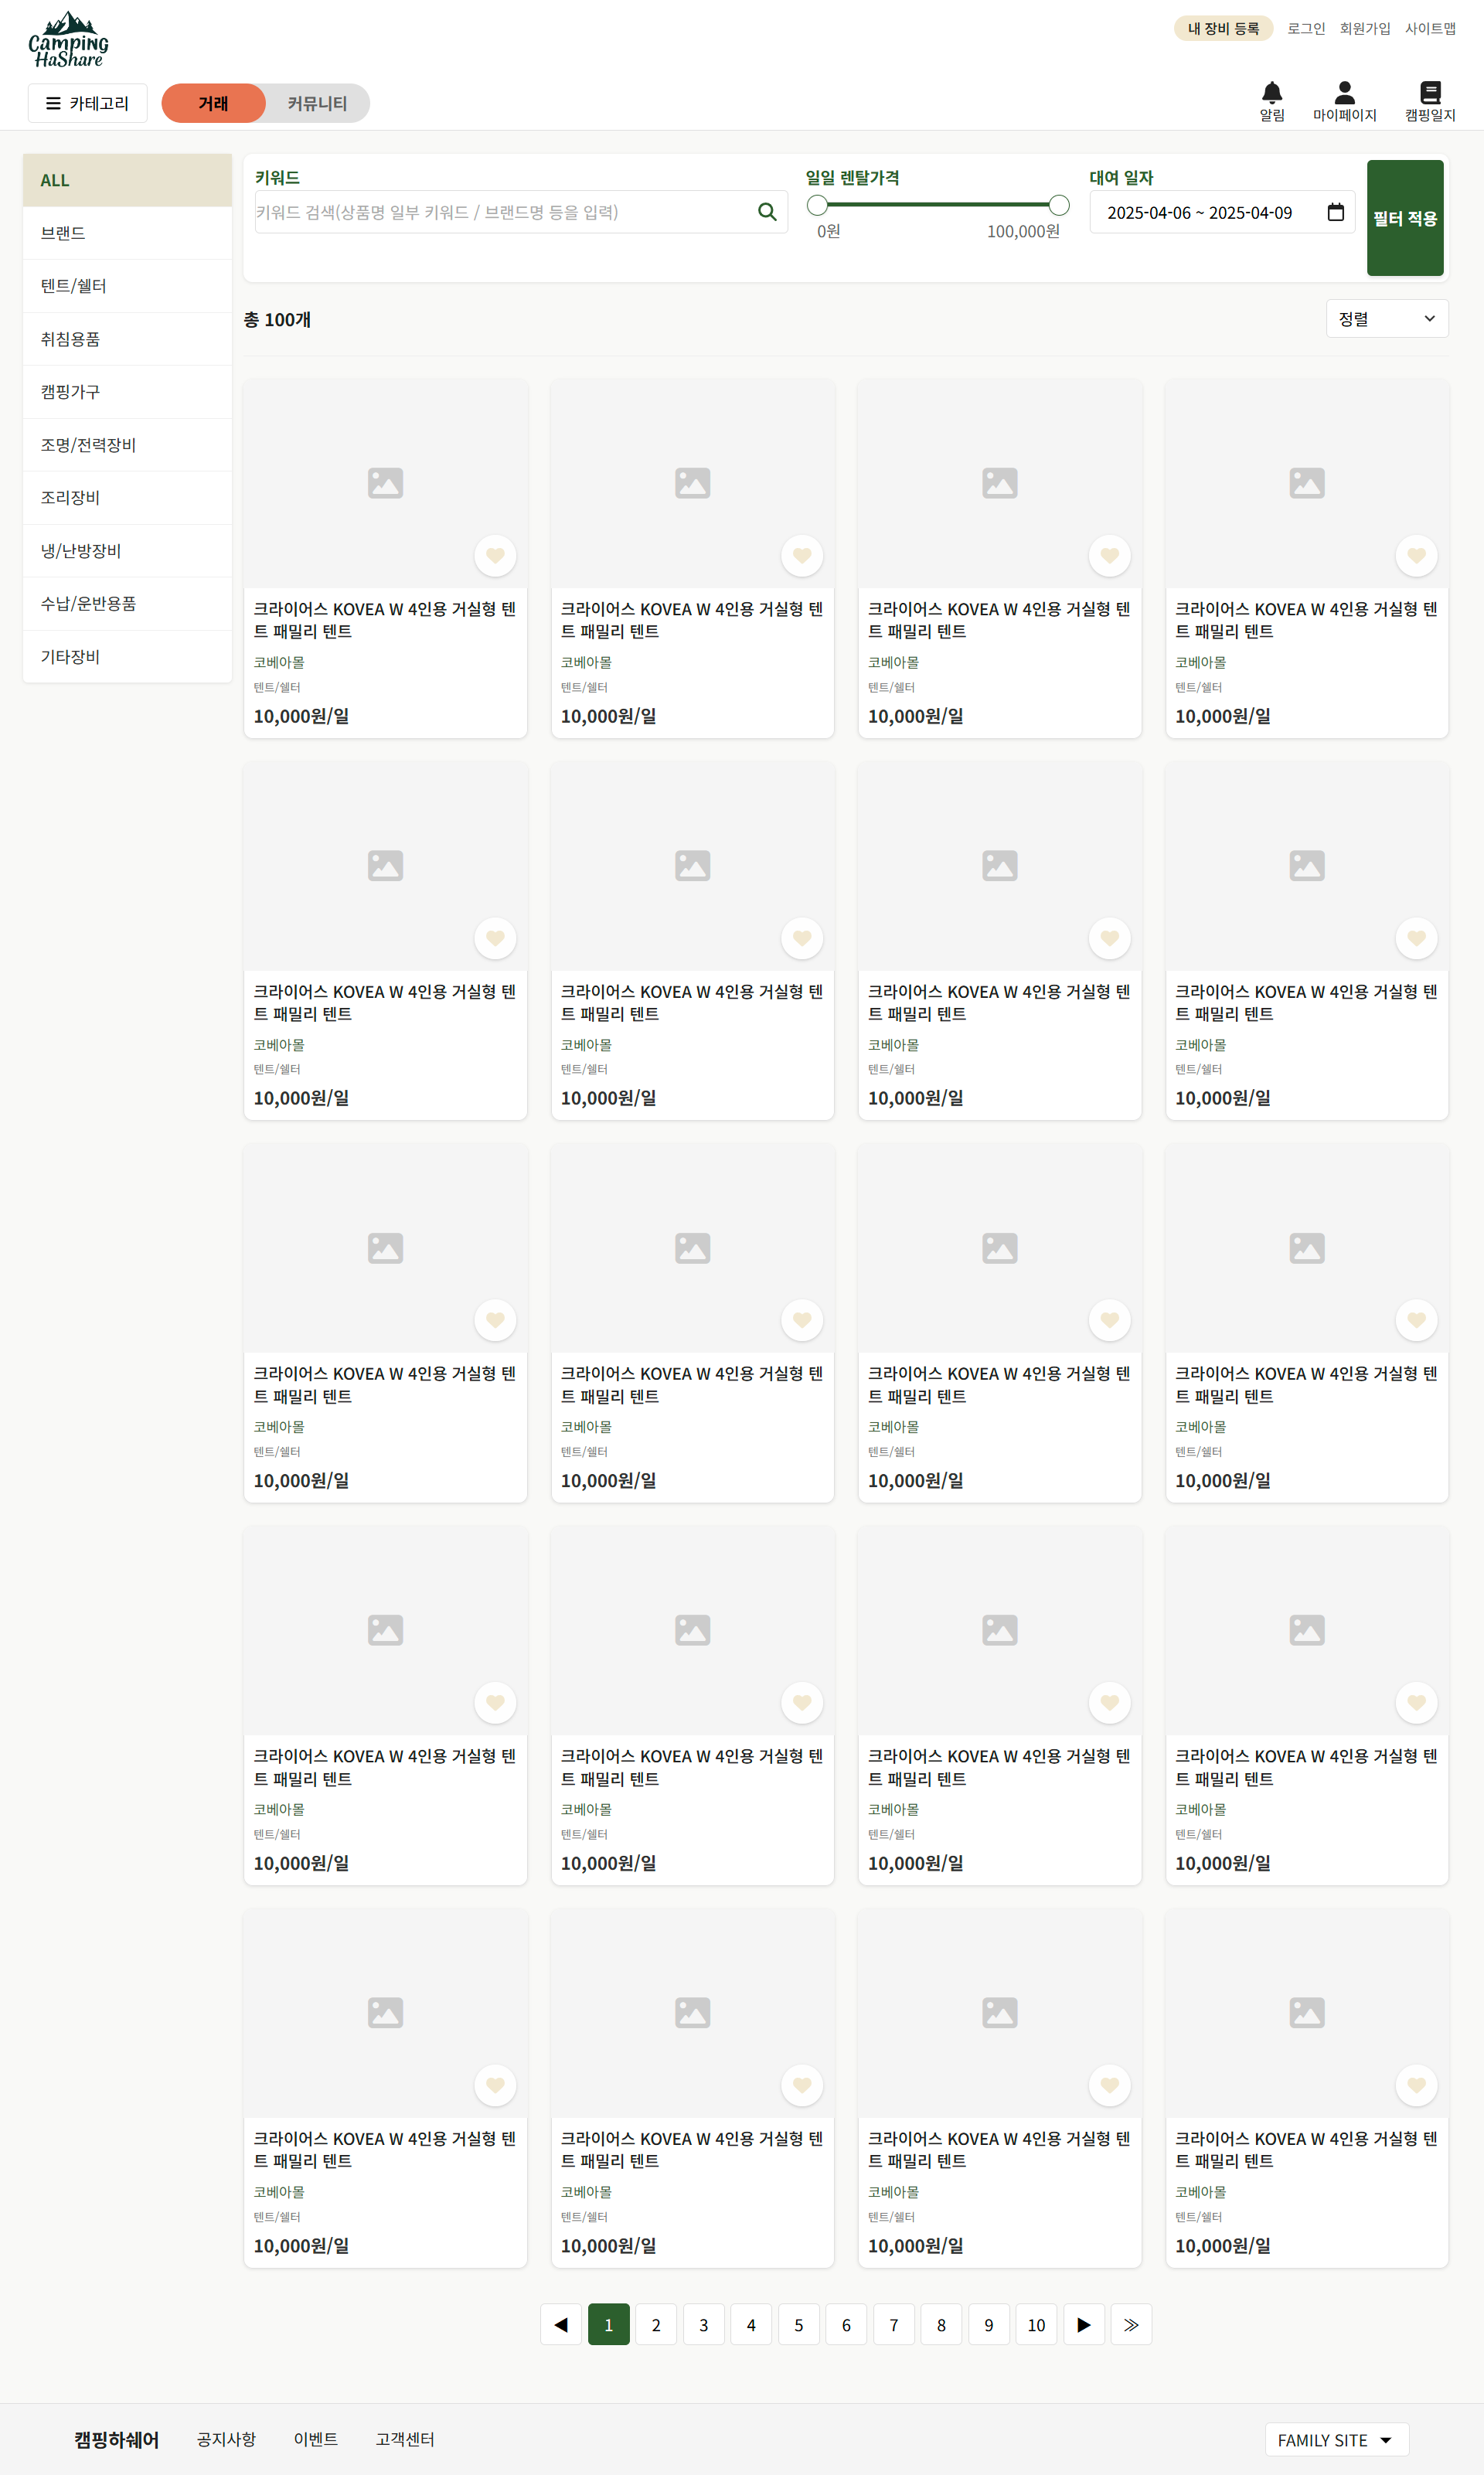 Camping
HaShare
내 장비 등록 로그인 회원가입 사이트맵
카테고리 거래 커뮤니티 알림 마이페이지 캠핑일지
ALL
브랜드
텐트/쉘터
취침용품
캠핑가구
조명/전력장비
조리장비
냉/난방장비
수납/운반용품
기타장비
키워드 일일 렌탈가격 대여 일자
키워드 검색(상품명 일부 키워드 / 브랜드명 등을 입력) 2025-04-06 ~ 2025-04-09 필터 적용
0원 100,000원
총 100개 정렬
크라이어스 KOVEA W 4인용 거실형 텐 크라이어스 KOVEA W 4인용 거실형 텐 크라이어스 KOVEA W 4인용 거실형 텐 크라이어스 KOVEA W 4인용 거실형 텐
트 패밀리 텐트 트 패밀리 텐트 트 패밀리 텐트 트 패밀리 텐트
코베아몰 코베아몰 코베아몰 코베아몰
텐트/쉘터 텐트/쉘터 텐트/쉘터 텐트/쉘터
10,000원/일 10,000원/일 10,000원/일 10,000원/일
크라이어스 KOVEA W 4인용 거실형 텐 크라이어스 KOVEA W 4인용 거실형 텐 크라이어스 KOVEA W 4인용 거실형 텐 크라이어스 KOVEA W 4인용 거실형 텐
트 패밀리 텐트 트 패밀리 텐트 트 패밀리 텐트 트 패밀리 텐트
코베아몰 코베아몰 코베아몰 코베아몰
텐트/쉘터 텐트/쉘터 텐트/쉘터 텐트/쉘터
10,000원/일 10,000원/일 10,000원/일 10,000원/일
크라이어스 KOVEA W 4인용 거실형 텐 크라이어스 KOVEA W 4인용 거실형 텐 크라이어스 KOVEA W 4인용 거실형 텐 크라이어스 KOVEA W 4인용 거실형 텐
트 패밀리 텐트 트 패밀리 텐트 트 패밀리 텐트 트 패밀리 텐트
코베아몰 코베아몰 코베아몰 코베아몰
텐트/쉘터 텐트/쉘터 텐트/쉘터 텐트/쉘터
10,000원/일 10,000원/일 10,000원/일 10,000원/일
크라이어스 KOVEA W 4인용 거실형 텐 크라이어스 KOVEA W 4인용 거실형 텐 크라이어스 KOVEA W 4인용 거실형 텐 크라이어스 KOVEA W 4인용 거실형 텐
트 패밀리 텐트 트 패밀리 텐트 트 패밀리 텐트 트 패밀리 텐트
코베아몰 코베아몰 코베아몰 코베아몰
텐트/쉘터 텐트/쉘터 텐트/쉘터 텐트/쉘터
10,000원/일 10,000원/일 10,000원/일 10,000원/일
크라이어스 KOVEA W 4인용 거실형 텐 크라이어스 KOVEA W 4인용 거실형 텐 크라이어스 KOVEA W 4인용 거실형 텐 크라이어스 KOVEA W 4인용 거실형 텐
트 패밀리 텐트 트 패밀리 텐트 트 패밀리 텐트 트 패밀리 텐트
코베아몰 코베아몰 코베아몰 코베아몰
텐트/쉘터 텐트/쉘터 텐트/쉘터 텐트/쉘터
10,000원/일 10,000원/일 10,000원/일 10,000원/일
◀ 1 2 3 4 5 6 7 8 9 10 ▶ ≫
캠핑하쉐어 공지사항 이벤트 고객센터 FAMILY SITE